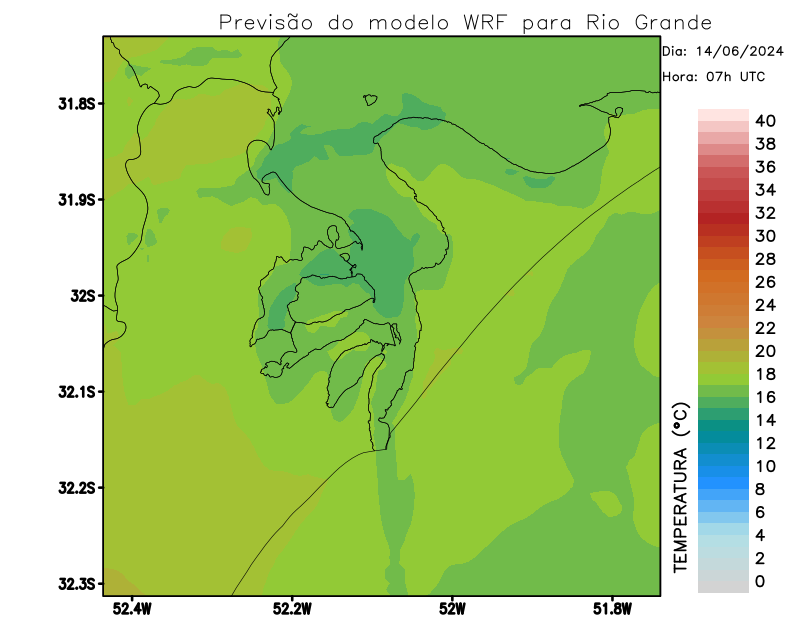 Previsão do modelo WRF para Rio Grande
Dia: 14/06/2024
Hora: 07h UTC
31.8S
31.9S
32S
32.1S
32.2S
32.3S
52.4W
52.2W
52W
51.8W
TEMPERATURA (°C)
40
38
36
34
32
30
28
26
24
22
20
18
16
14
12
10
8
6
4
2
0